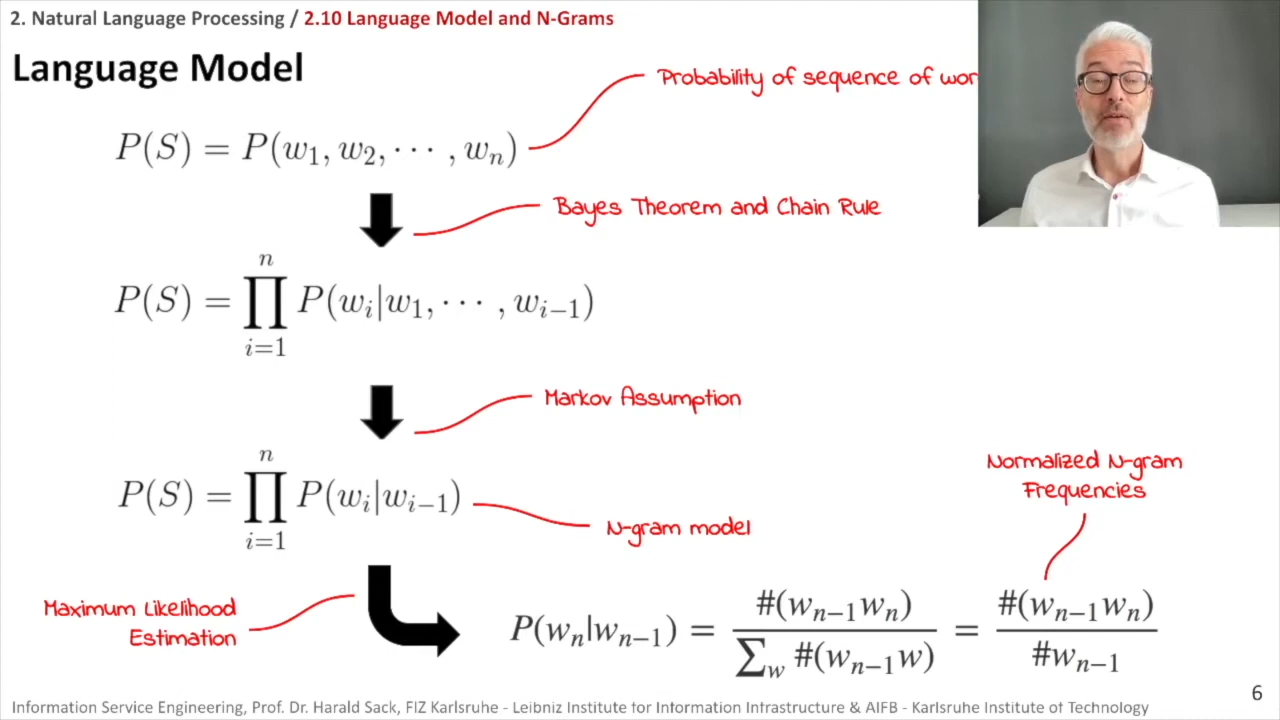 2. Natural Language Processing / 2.10 Language Model and N-Grams
Language Model
Probability of sequence of
P(S) = P(w_1, w_2, ⋯ , w_n)
Bayes Theorem and Chain Rule
P(S) = ∏_{i=1}^{n} P(w_i|w_1, ⋯ , w_{i−1})
Markov Assumption
P(S) = ∏_{i=1}^{n} P(w_i|w_{i−1})
N-gram model
Normalized N-gram
Frequencies
Maximum Likelihood
Estimation
P(w_n|w_{n−1}) = #(w_{n−1}w_n) / ∑_w #(w_{n−1}w) = #(w_{n−1}w_n) / #w_{n−1}
6
Information Service Engineering, Prof. Dr. Harald Sack, FIZ Karlsruhe - Leibniz Institute for Information Infrastructure & AIFB - Karlsruhe Institute of Technology